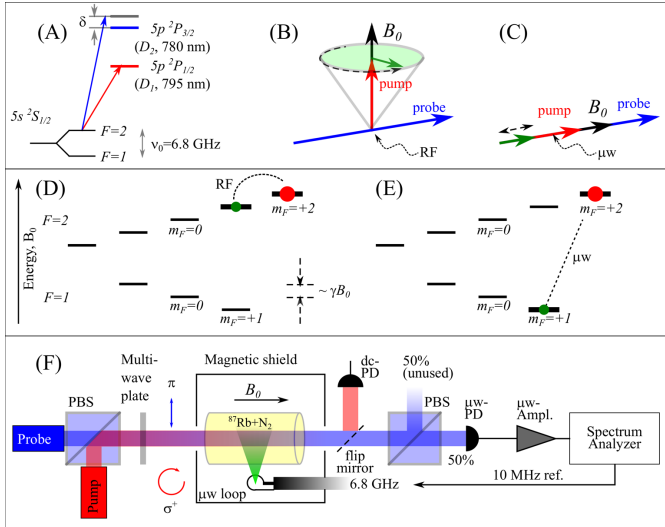 (A)
δ
5p ²P3/2
(D2, 780 nm)
5p ²P1/2
(D1, 795 nm)
5s ²S1/2
F=2
F=1
ν0=6.8 GHz
(B)
B0
pump
probe
RF
(C)
pump
B0
probe
μw
(D)
Energy, B0
RF
F=2
mF=0
mF=+2
F=1
mF=0
mF=+1
~ γB0
(E)
mF=0
mF=+2
μw
mF=0
mF=+1
(F)
Multi-
wave
plate
PBS
π
Magnetic shield
B0
⁸⁷Rb+N2
dc-
PD
50%
(unused)
PBS
μw-
PD
μw-
Ampl.
Spectrum
Analyzer
Probe
Pump
σ+
μw loop
flip
mirror
50%
6.8 GHz
10 MHz ref.